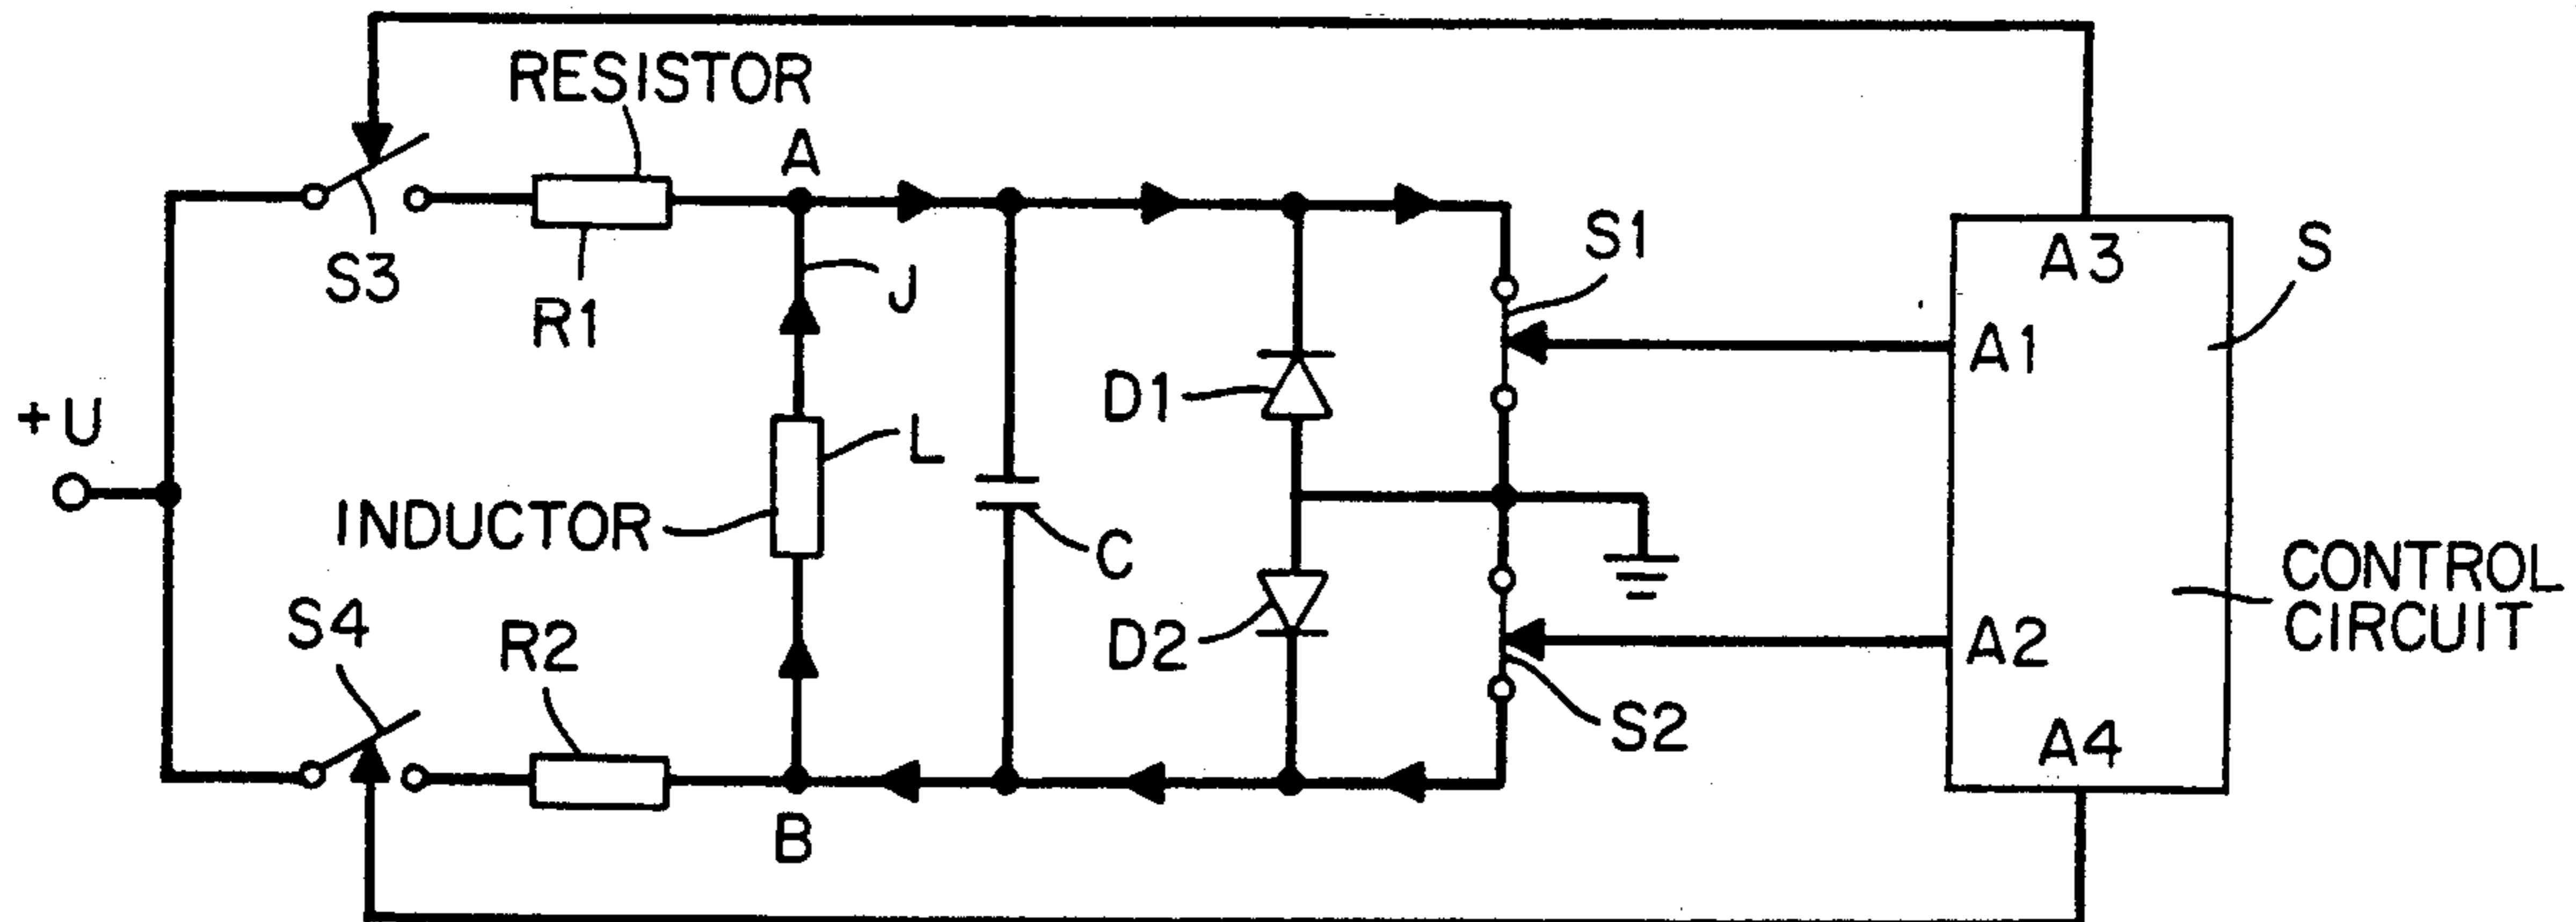 RESISTOR
A
S3
R1
J
S1
A3
S
A1
D1
+U
L
INDUCTOR
C
CONTROL
CIRCUIT
S4
R2
D2
A2
S2
A4
B